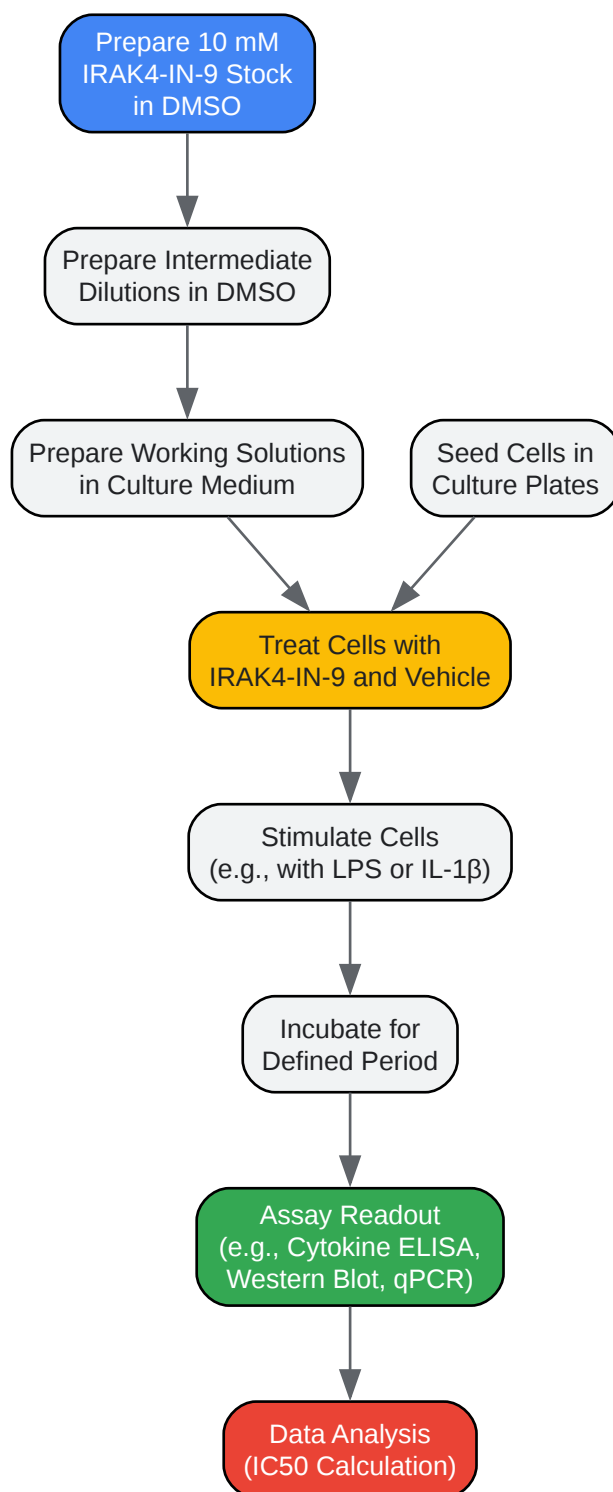 Prepare 10 mM
IRAK4-IN-9 Stock
in DMSO
Prepare Intermediate
Dilutions in DMSO
Prepare Working Solutions
in Culture Medium
Seed Cells in
Culture Plates
Treat Cells with
IRAK4-IN-9 and Vehicle
Stimulate Cells
(e.g., with LPS or IL-1β)
Incubate for
Defined Period
Assay Readout
(e.g., Cytokine ELISA,
Western Blot, qPCR)
Data Analysis
(IC50 Calculation)